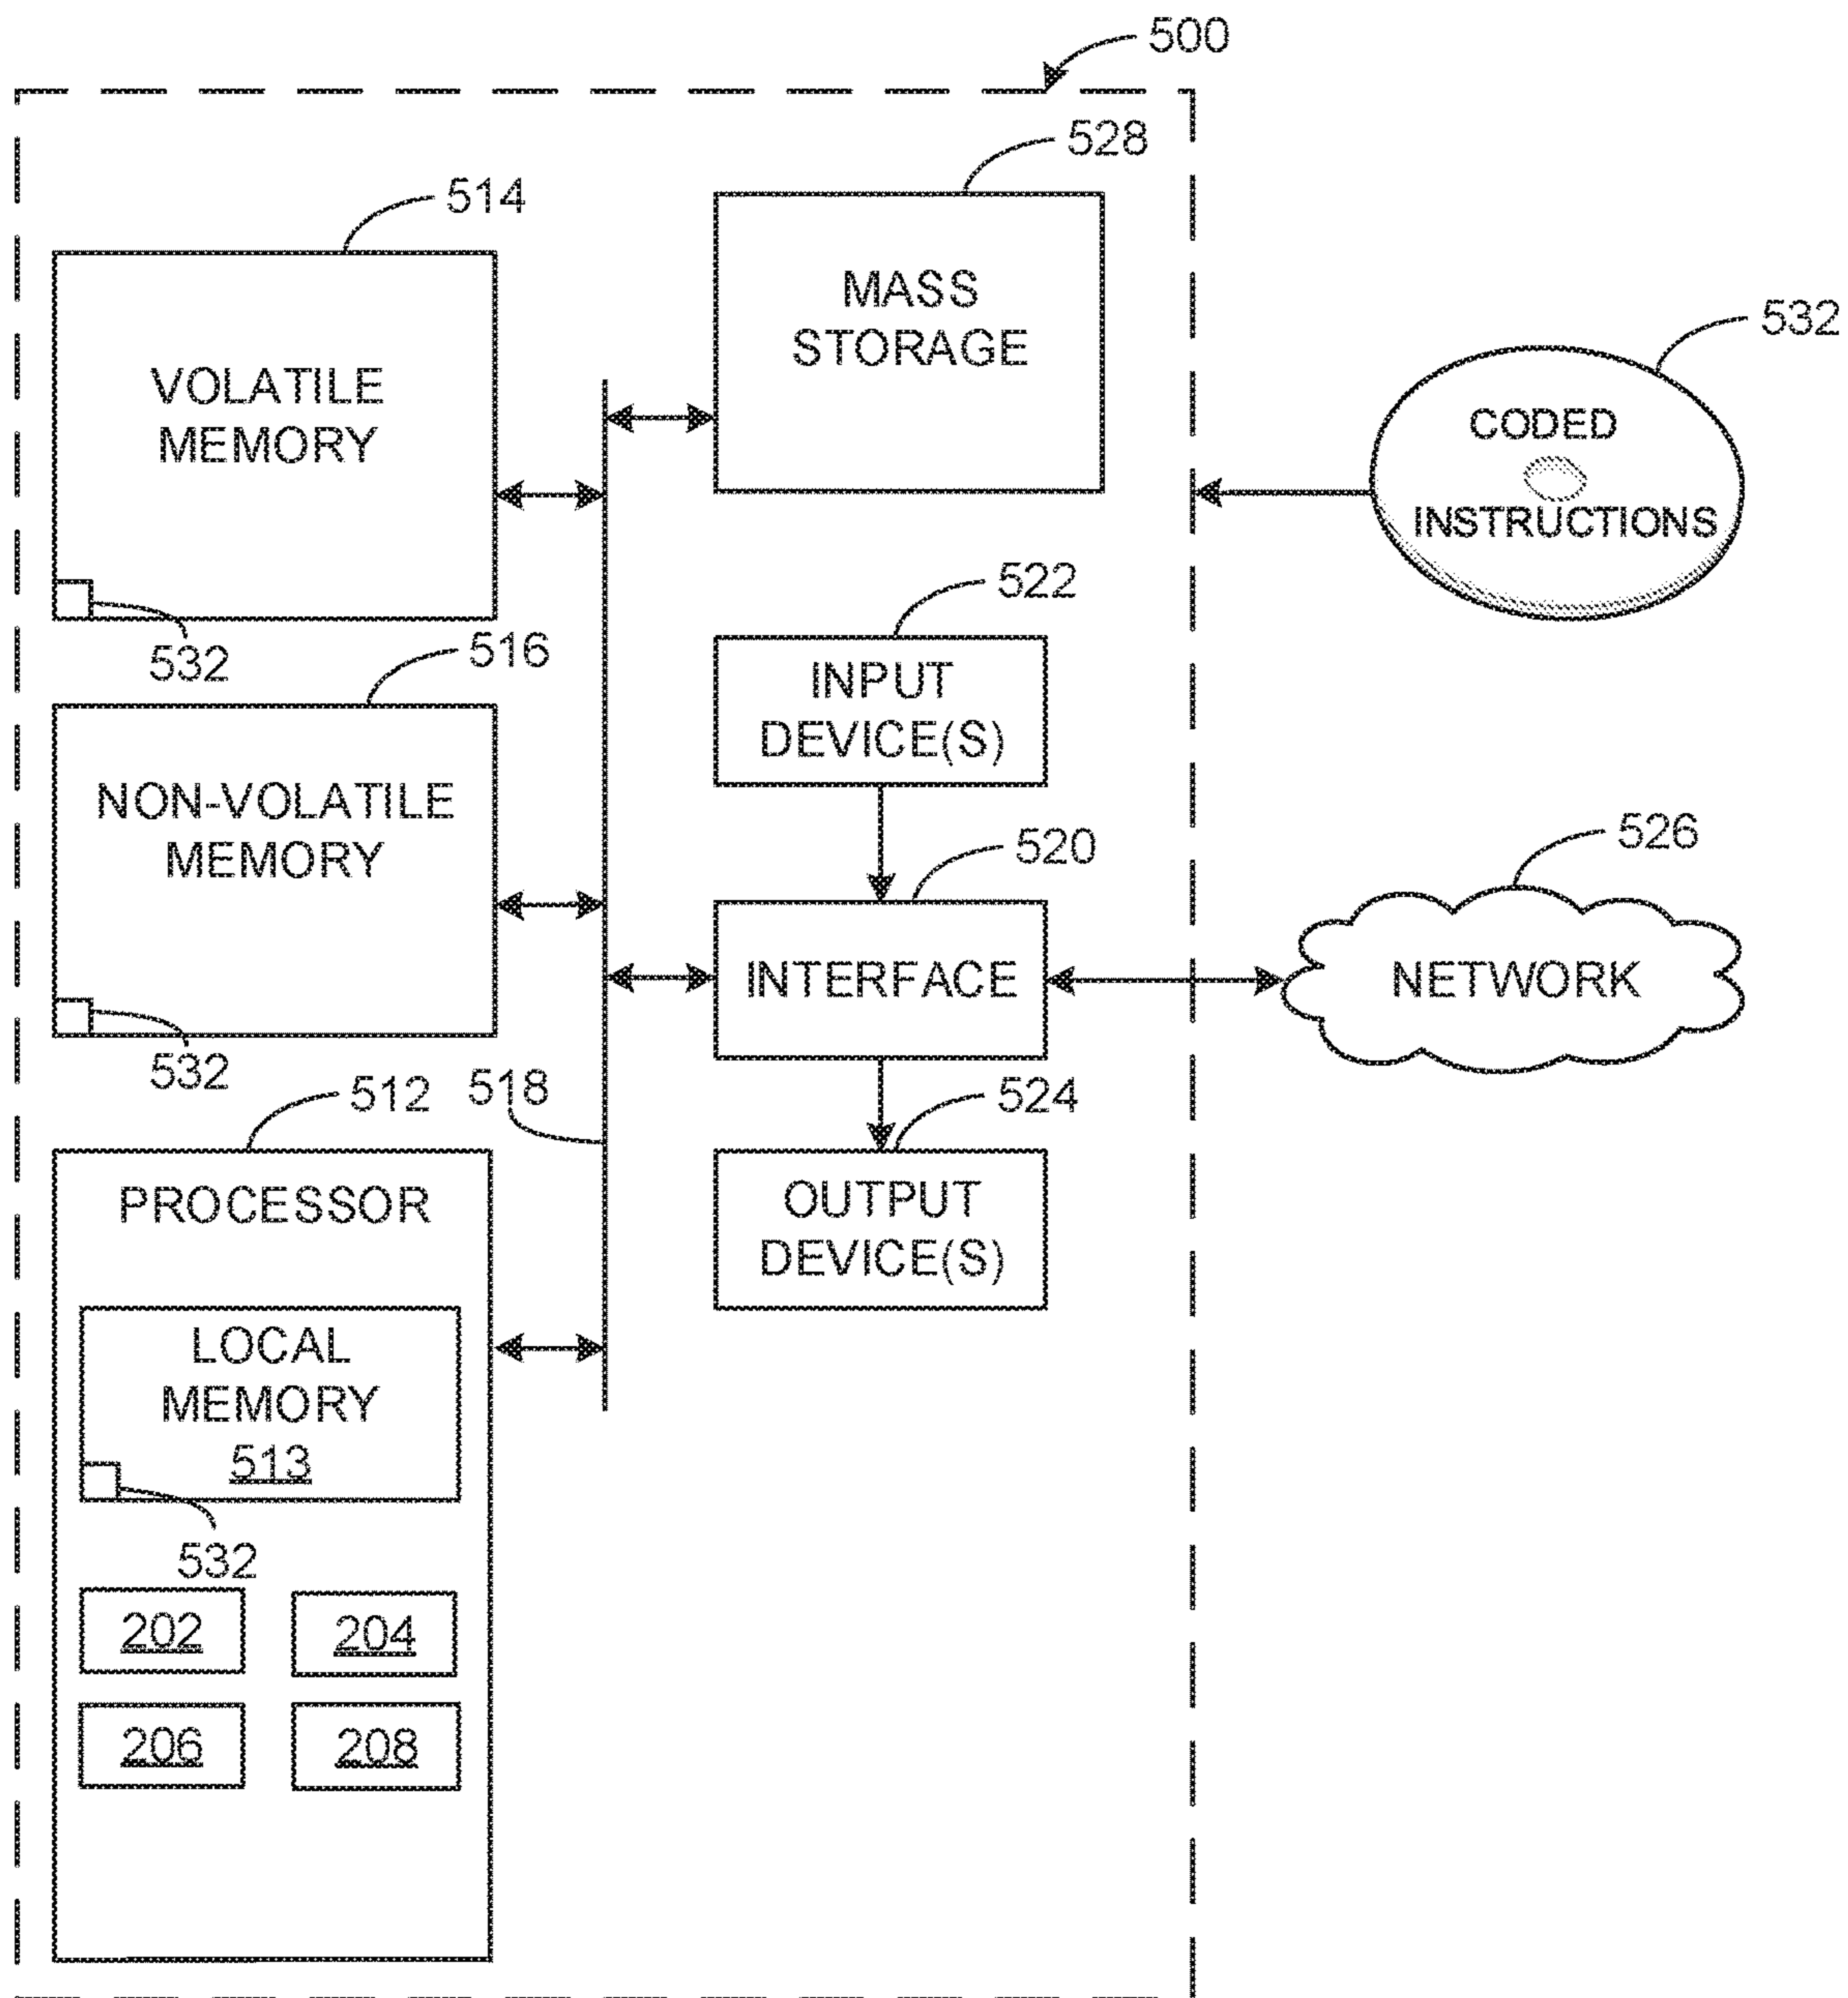 500
528
514
MASS
STORAGE
VOLATILE
MEMORY
532
CODED
INSTRUCTIONS
522
532
516
INPUT
DEVICE(S)
NON-VOLATILE
MEMORY
520
526
INTERFACE
NETWORK
532
512
518
524
PROCESSOR
OUTPUT
DEVICE(S)
LOCAL
MEMORY
513
532
202
204
206
208